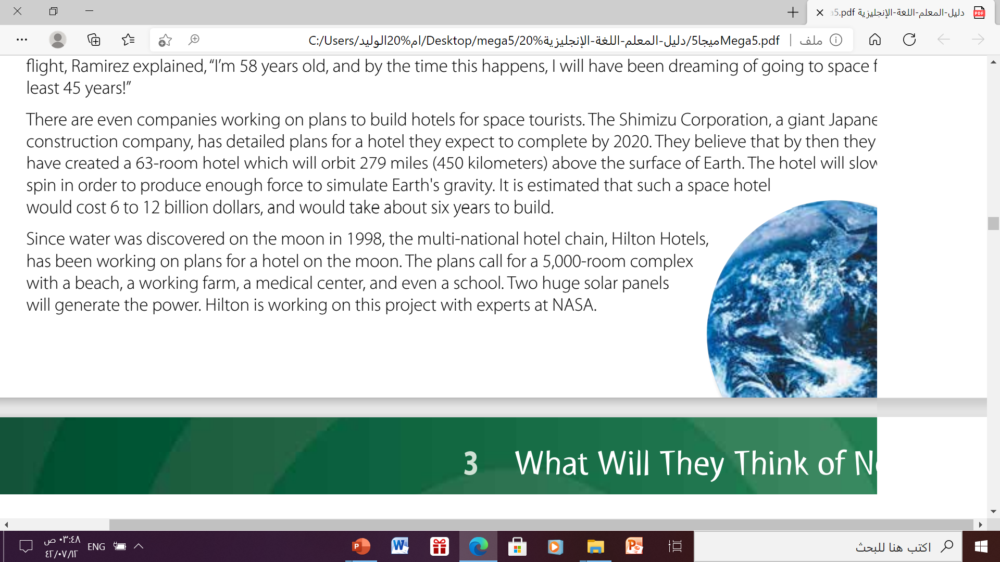 دليل-المعلم-اللغة-الإنجليزية a5.pdf
C:/Users/ام%20الوليد/Desktop/mega5/20%دليل-المعلم-اللغة-الإنجليزية/ميجا5Mega5.pdf
ملف
flight, Ramirez explained, “I’m 58 years old, and by the time this happens, I will have been dreaming of going to space f
least 45 years!”
There are even companies working on plans to build hotels for space tourists. The Shimizu Corporation, a giant Japane
construction company, has detailed plans for a hotel they expect to complete by 2020. They believe that by then they
have created a 63-room hotel which will orbit 279 miles (450 kilometers) above the surface of Earth. The hotel will slow
spin in order to produce enough force to simulate Earth's gravity. It is estimated that such a space hotel
would cost 6 to 12 billion dollars, and would take about six years to build.
Since water was discovered on the moon in 1998, the multi-national hotel chain, Hilton Hotels,
has been working on plans for a hotel on the moon. The plans call for a 5,000-room complex
with a beach, a working farm, a medical center, and even a school. Two huge solar panels
will generate the power. Hilton is working on this project with experts at NASA.
3 What Will They Think of Ne
٠٣:٤٨ ص
ENG
٤٢/٠٧/١٢
اكتب هنا للبحث